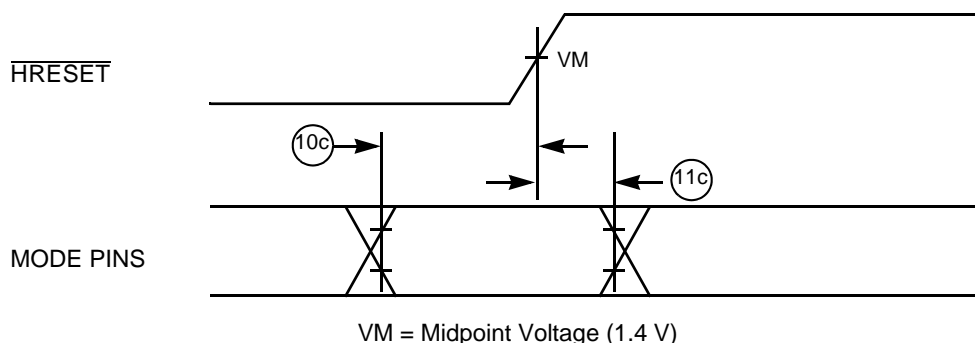 HRESET
VM
10c
11c
MODE PINS
VM = Midpoint Voltage (1.4 V)